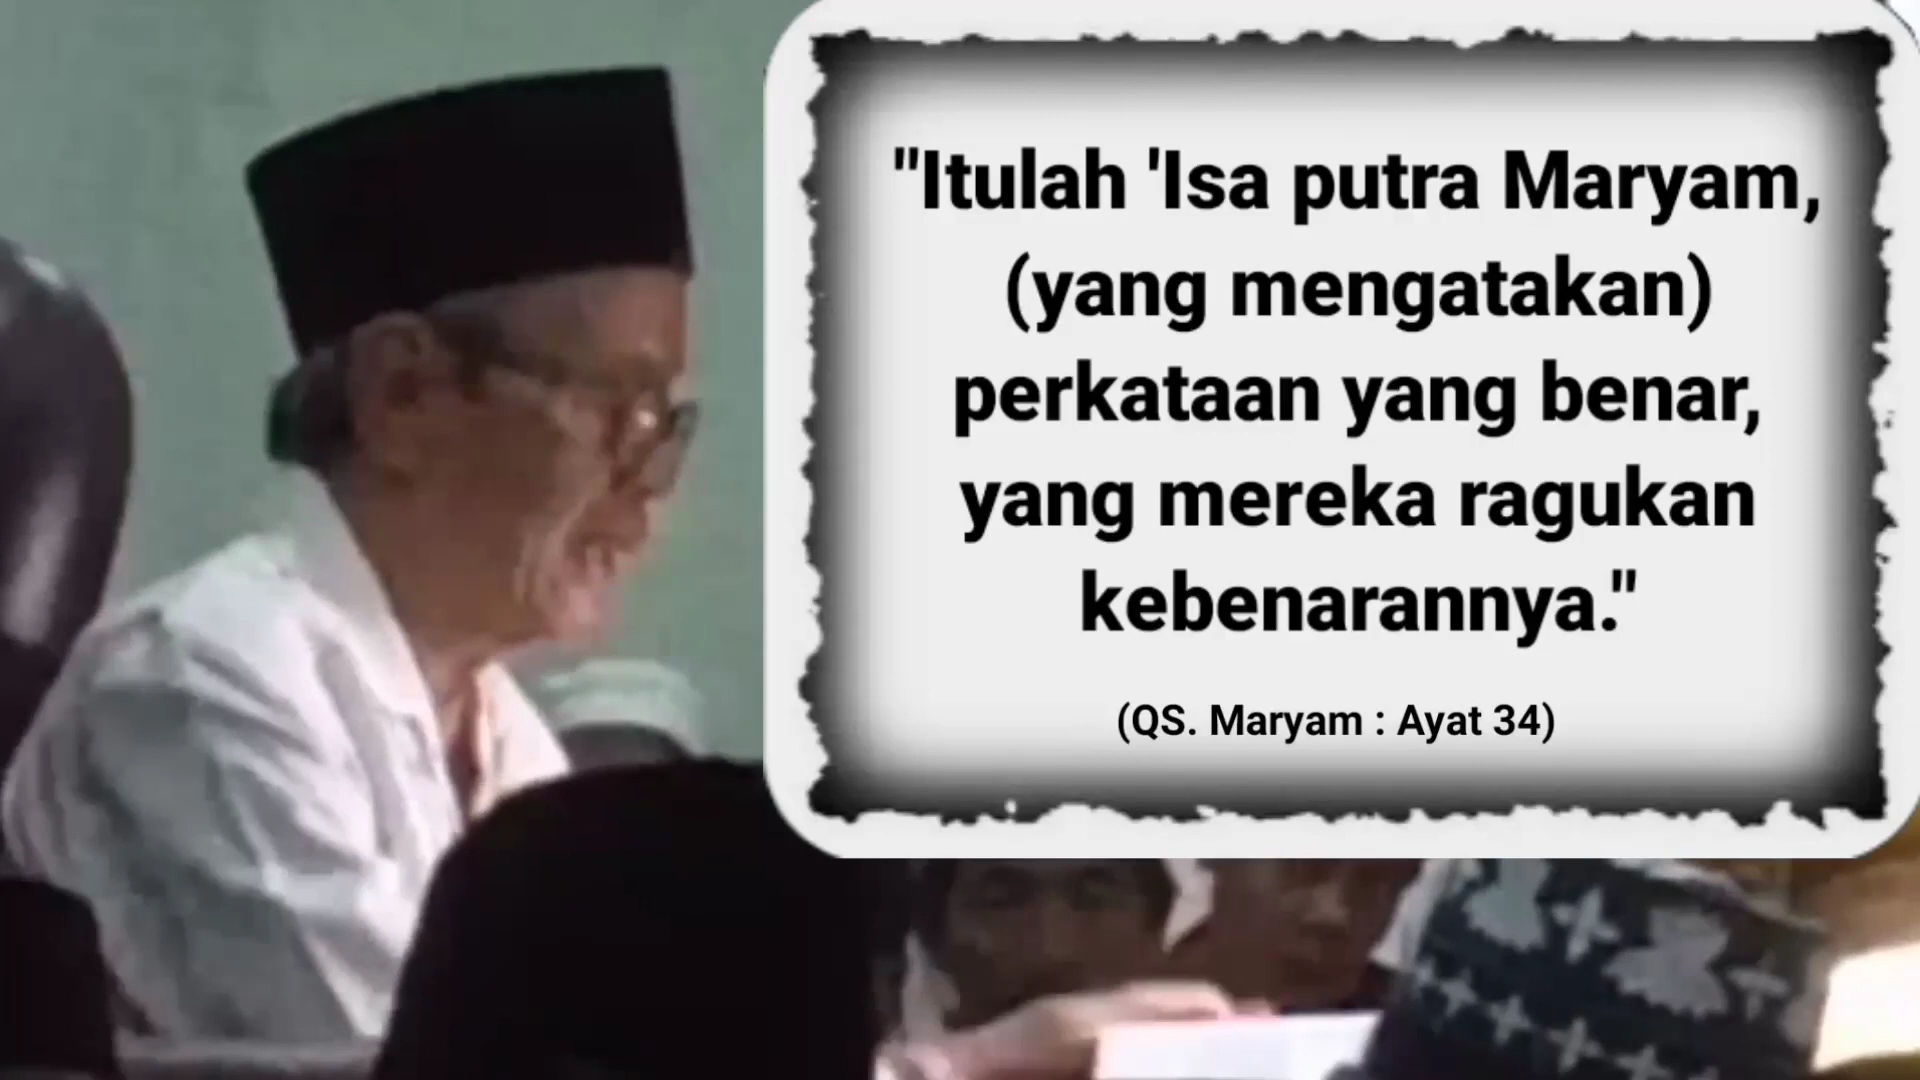 "Itulah 'Isa putra Maryam,
(yang mengatakan)
perkataan yang benar,
yang mereka ragukan
kebenarannya."
(QS. Maryam : Ayat 34)